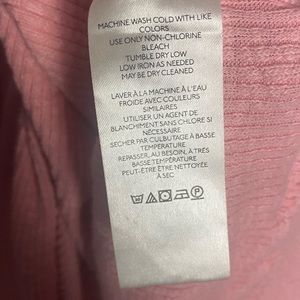 MACHINE WASH COLD WITH LIKE
COLORS
USE ONLY NON-CHLORINE
BLEACH
TUMBLE DRY LOW
LOW IRON AS NEEDED
MAY BE DRY CLEANED
LAVER À LA MACHINE À L'EAU
FROIDE AVEC COULEURS
SIMILAIRES
UTILISER UN AGENT DE
BLANCHIMENT SANS CHLORE SI
NÉCESSAIRE
SÉCHER PAR CULBUTAGE À BASSE
TEMPÉRATURE
REPASSER, AU BESOIN, À TRÈS
BASSE TEMPÉRATURE
PEUT-ÊTRE ÊTRE NETTOYÉE
À SEC